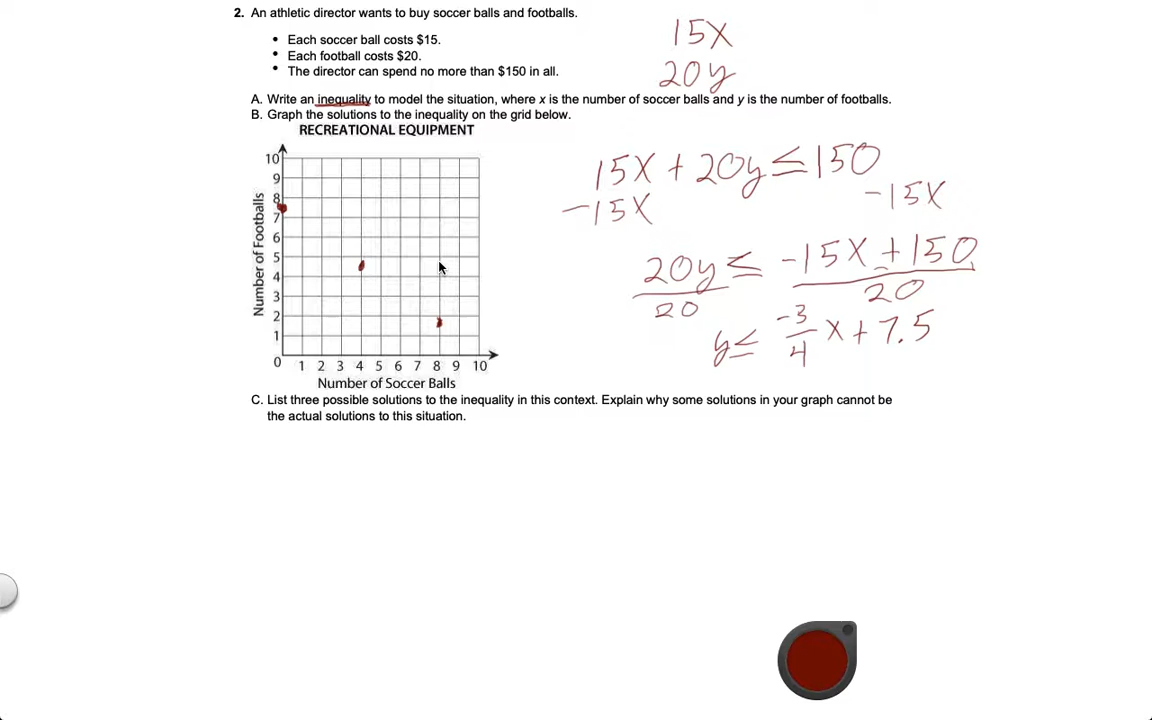 2. An athletic director wants to buy soccer balls and footballs.
• Each soccer ball costs $15.
• Each football costs $20.
• The director can spend no more than $150 in all.
15X
20y
A. Write an inequality to model the situation, where x is the number of soccer balls and y is the number of footballs.
B. Graph the solutions to the inequality on the grid below.
RECREATIONAL EQUIPMENT
Number of Footballs
10
9
8
7
6
5
4
3
2
1
0 1 2 3 4 5 6 7 8 9 10
Number of Soccer Balls
15X + 20y ≤ 150
-15X -15X
20y ≤ -15X + 150
20 20
y ≤ -3/4 X + 7.5
C. List three possible solutions to the inequality in this context. Explain why some solutions in your graph cannot be
the actual solutions to this situation.